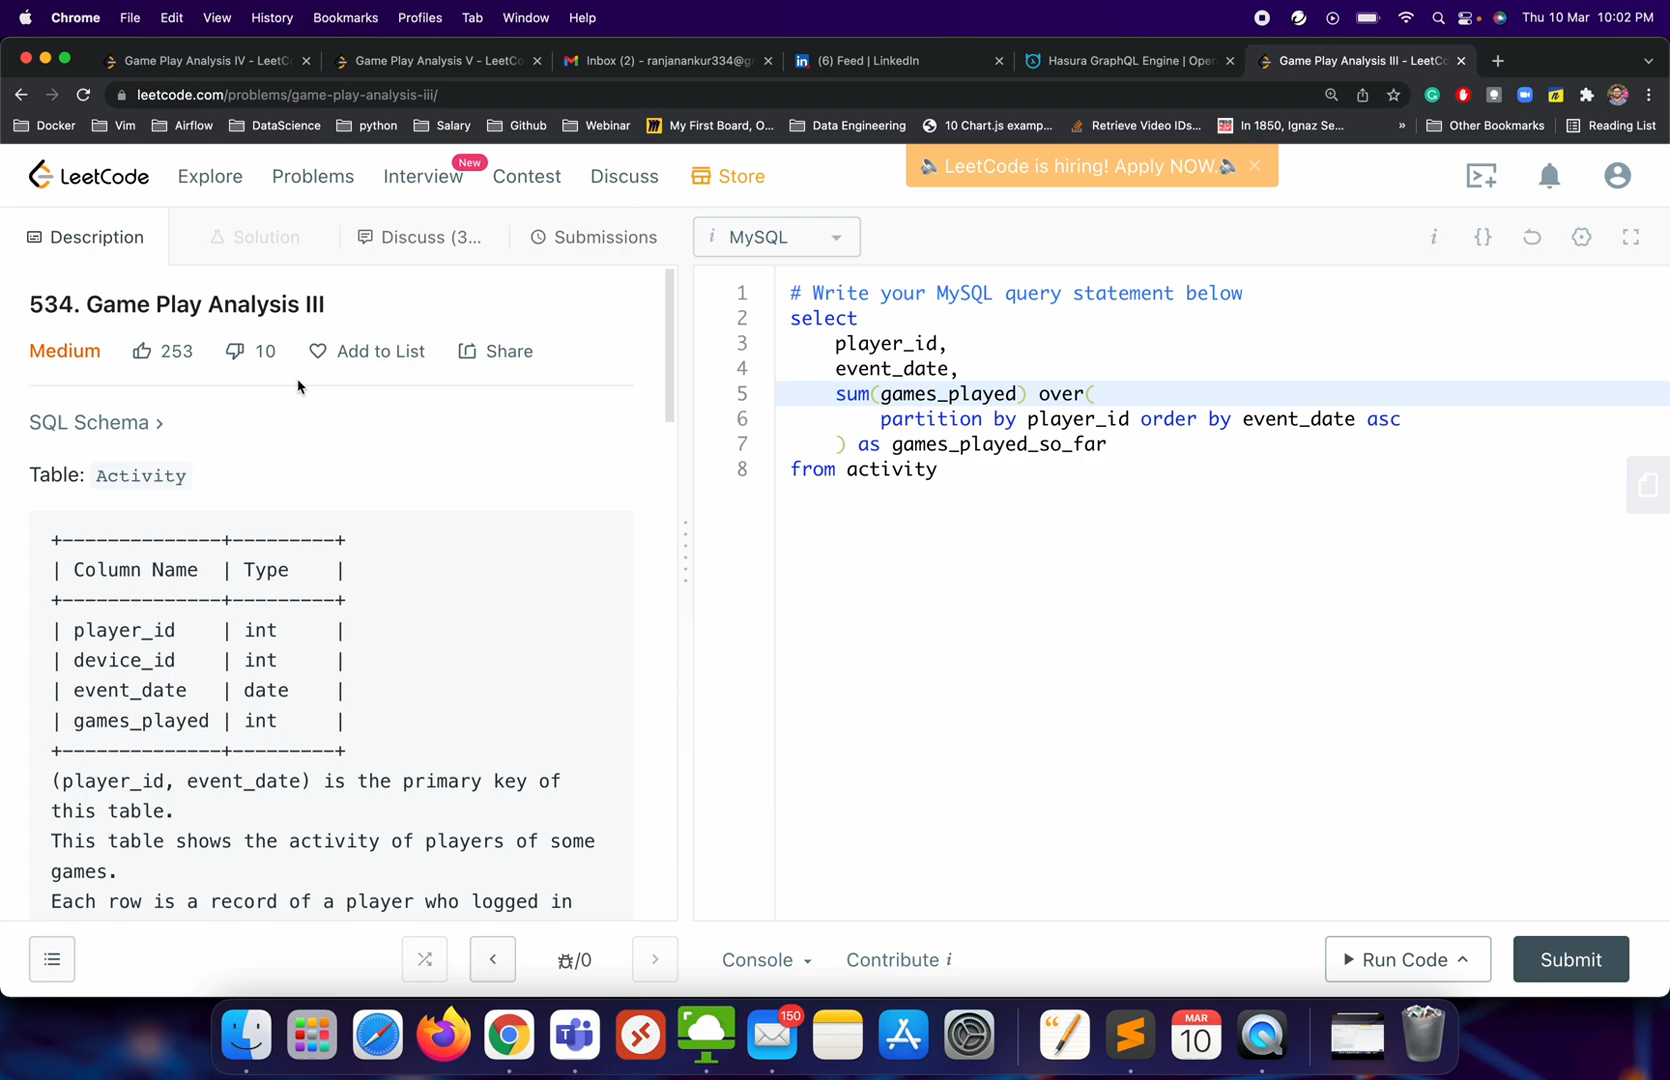 Chrome File Edit View History Bookmarks Profiles Tab Window Help Thu 10 Mar 10:02 PM
Game Play Analysis IV - LeetCo Game Play Analysis V - LeetCo Inbox (2) - ranjanankur334@g (6) Feed | LinkedIn Hasura GraphQL Engine | Oper Game Play Analysis III - LeetCo
leetcode.com/problems/game-play-analysis-iii/
Docker Vim Airflow DataScience python Salary Github Webinar My First Board, O... Data Engineering 10 Chart.js examp... Retrieve Video IDs... In 1850, Ignaz Se... » Other Bookmarks Reading List
LeetCode Explore Problems Interview New Contest Discuss Store LeetCode is hiring! Apply NOW.
Description Solution Discuss (3... Submissions i MySQL i {}
534. Game Play Analysis III
Medium 253 10 Add to List Share
SQL Schema >
Table: Activity
+--------------+---------+
| Column Name | Type |
+--------------+---------+
| player_id | int |
| device_id | int |
| event_date | date |
| games_played | int |
+--------------+---------+
(player_id, event_date) is the primary key of
this table.
This table shows the activity of players of some
games.
Each row is a record of a player who logged in
1 # Write your MySQL query statement below
2 select
3 player_id,
4 event_date,
5 sum(games_played) over(
6 partition by player_id order by event_date asc
7 ) as games_played_so_far
8 from activity
/0 Console Contribute i Run Code Submit
150
MAR
10